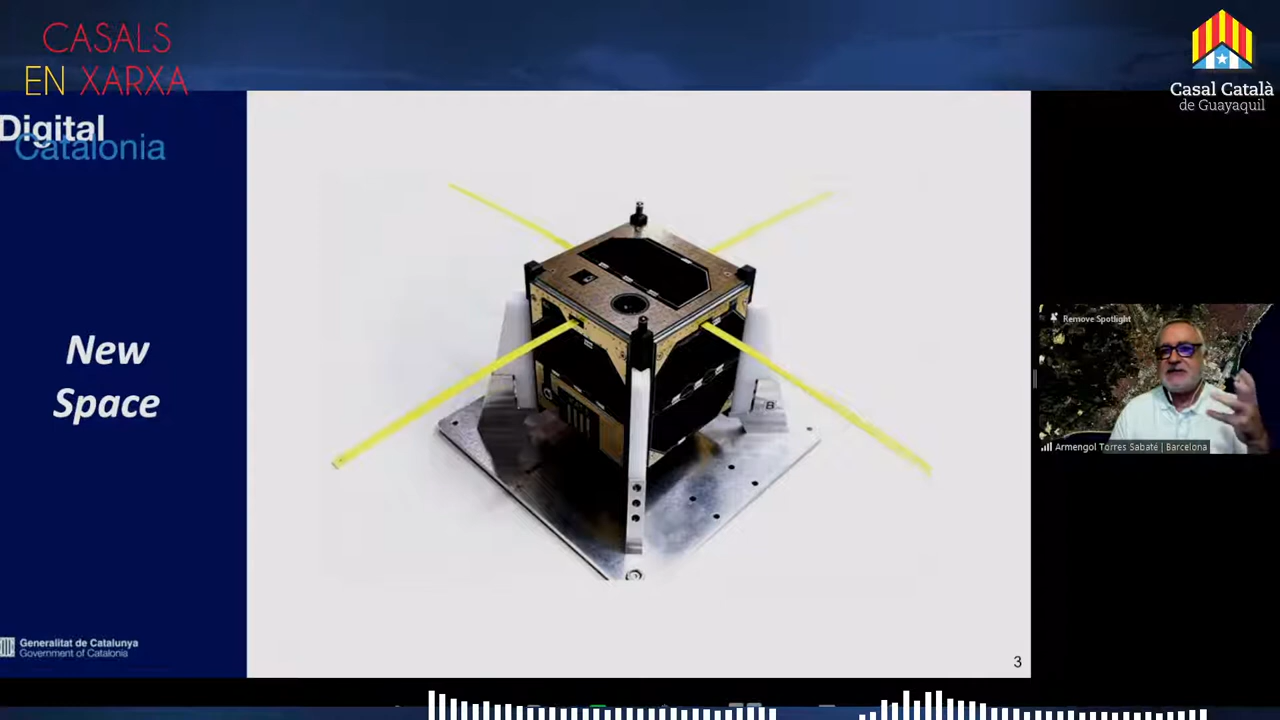 CASALS
EN XARXA
Digital
Catalonia
New
Space
Generalitat de Catalunya
Government of Catalonia
B
3
Casal Català
de Guayaquil
Remove Spotlight
Armengol Torres Sabaté | Barcelona